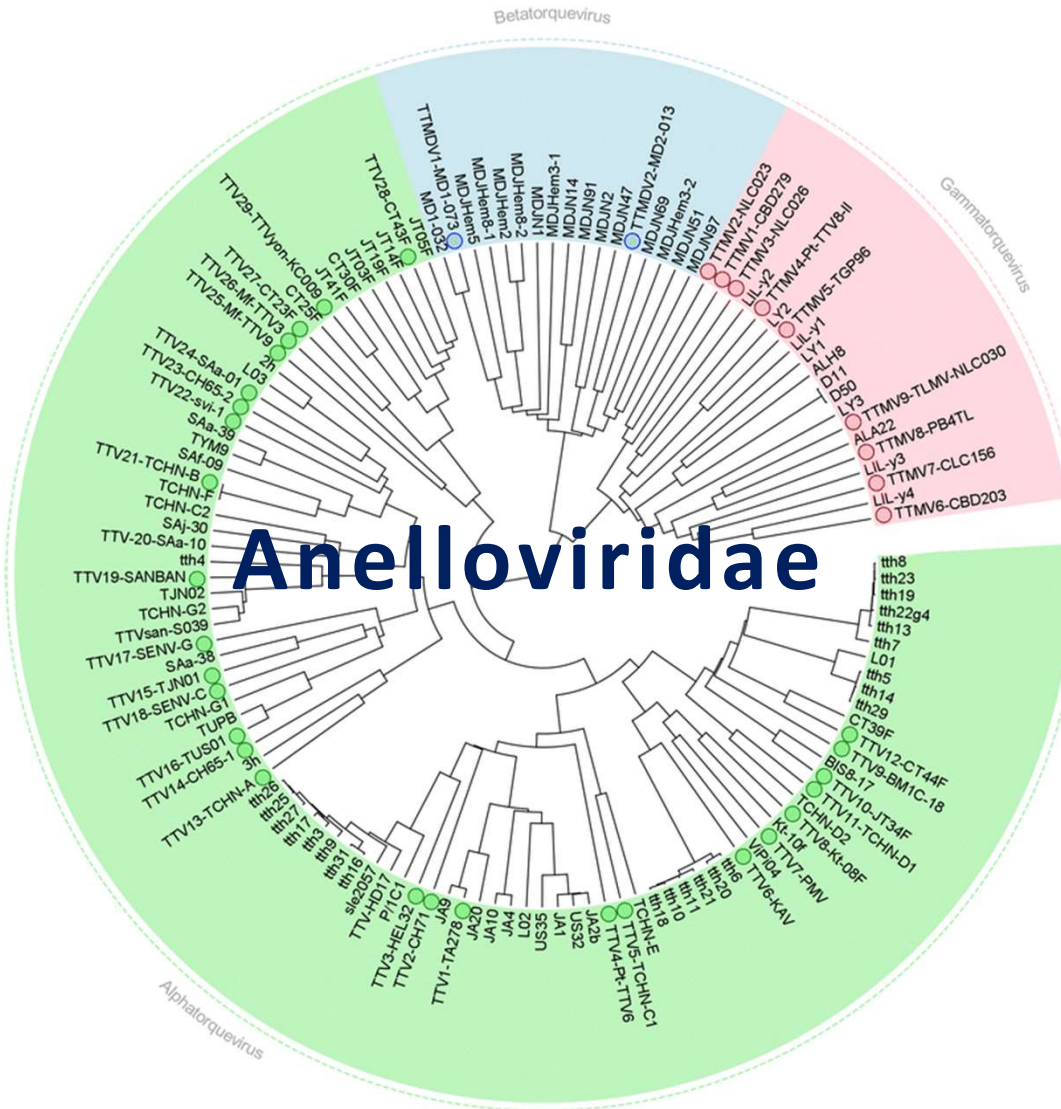 Betatorquevirus
Gammatorquevirus
Alphatorquevirus
Anelloviridae
TTMDV1-MD1-073
MD1-032
MDJHem5
MDJHem8-1
MDJHem2
MDJHem8-2
MDJN1
MDJHem3-1
MDJN14
MDJN91
MDJN2
MDJN47
TTMDV2-MD2-013
MDJN69
MDJHem3-2
MDJN51
MDJN97
TTMV2-NLC023
TTMV1-CBD279
TTMV3-NLC026
LIL-y2
TTMV4-Pt-TTV8-II
Y2
TTMV5-TGP96
LIL-y1
LY1
ALH8
D11
D50
LY3
TTMV9-TLMV-NLC030
ALA22
TTMV8-PB4TL
LIL-y3
TTMV7-CLC156
LIL-y4
TTMV6-CBD203
tth8
tth23
tth19
tth22g4
tth13
tth7
L01
tth5
tth14
tth29
CT39F
TTV12-CT44F
TTV9-BM1C-18
BIS8-17
TTV10-JT34F
TTV11-TCHN-D1
TCHN-D2
TTV8-Kt-08F
Kt-10f
TTV7-PMV
ViPi04
TTV6-KAV
tth6
tth20
tth21
tth11
tth10
tth18
TCHN-E
TTV5-TCHN-C1
TTV4-Pt-TTV6
JA2b
US32
JA1
US35
L02
JA4
JA10
JA20
TTV1-TA278
JA9
TTV2-CH71
TTV3-HEL32
P/1C1
TTV-HD17
sle2067
tth16
tth31
tth9
tth3
tth17
tth27
tth25
tth26
TTV13-TCHN-A
3h
TTV14-CH65-1
TTV16-TUS01
TUPB
TCHN-G1
TTV18-SENV-C
TTV15-TJN01
SAa-38
TTV17-SENV-G
TTVsan-S039
TCHN-G2
TJN02
TTV19-SANBAN
tth4
TTV-20-SAa-10
SAj-30
TCHN-C2
TCHN-F
TTV21-TCHN-B
SAf-09
TYM9
SAa-39
TTV22-svi-1
TTV23-CH65-2
TTV24-SAa-01
L03
2h
TTV25-Mf-TTV9
TTV26-Mf-TTV3
TTV27-CT23F
CT25F
TTV29-TTVyon-KC009
JT41F
CT30F
JT03F
JT19F
JT14F
TTV28-CT43F
JT05F